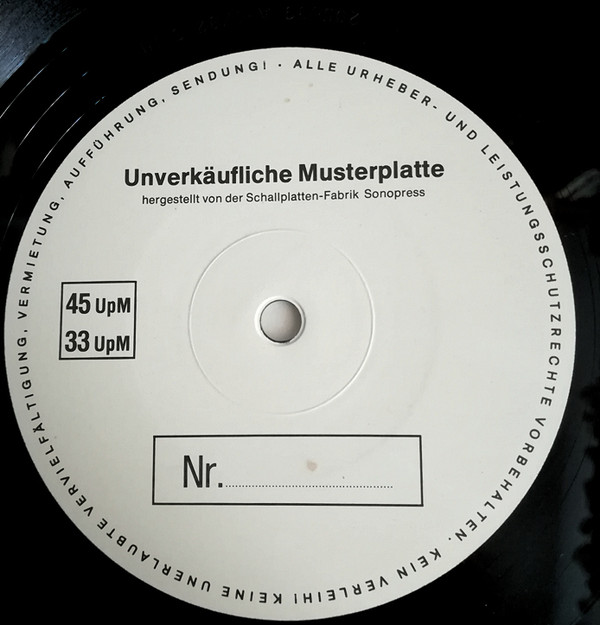 ALLE URHEBER- UND LEISTUNGSSCHUTZRECHTE VORBEHALTEN. KEIN VERLEIH! KEINE UNERLAUBTE VERVIELFÄLTIGUNG, VERMIETUNG, AUFFÜHRUNG, SENDUNG! ·
Unverkäufliche Musterplatte
hergestellt von der Schallplatten-Fabrik Sonopress
45 UpM
33 UpM
Nr.